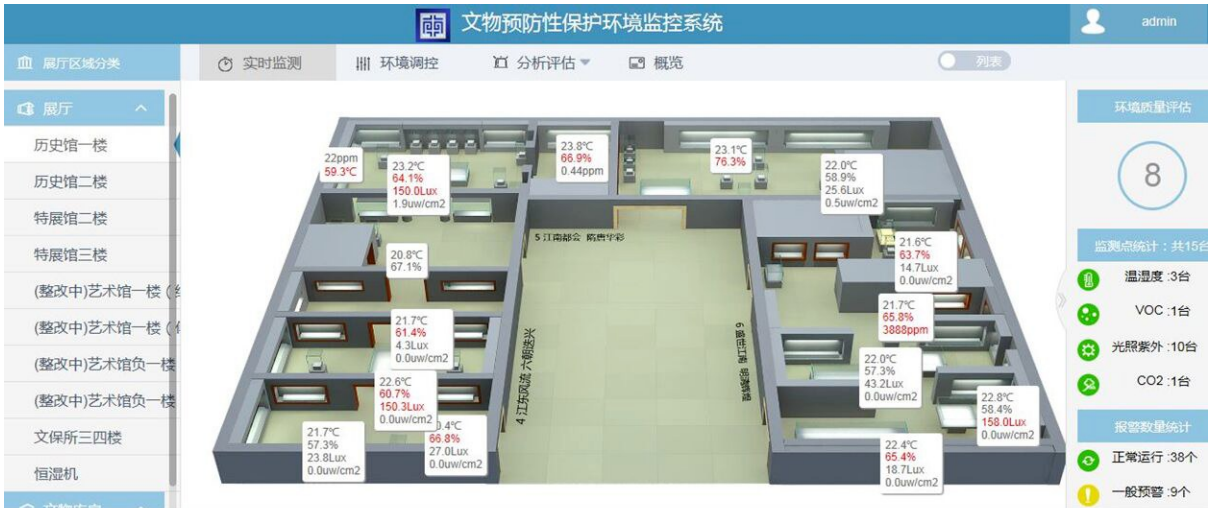 文物预防性保护环境监控系统
admin
展厅区域分类
实时监测
环境调控
分析评估
概览
列表
展厅
历史馆一楼
历史馆二楼
特展馆二楼
特展馆三楼
(整改中)艺术馆一楼 (
(整改中)艺术馆一楼 (
(整改中)艺术馆负一楼
(整改中)艺术馆负一楼
文保所三四楼
恒湿机
22ppm
59.3℃
23.2℃
64.1%
150.0Lux
1.9uw/cm2
23.8℃
66.9%
0.44ppm
23.1℃
76.3%
22.0℃
58.9%
25.6Lux
0.5uw/cm2
5 江南都会 隋唐华彩
20.8℃
67.1%
21.6℃
63.7%
14.7Lux
0.0uw/cm2
21.7℃
65.8%
3888ppm
21.7℃
61.4%
4.3Lux
0.0uw/cm2
4 江东风流 六朝迭兴
6 盛世江南
22.0℃
57.3%
43.2Lux
0.0uw/cm2
22.6℃
60.7%
150.3Lux
0.0uw/cm2
22.8℃
58.4%
158.0Lux
0.0uw/cm2
21.7℃
57.3%
23.8Lux
0.0uw/cm2
0.4℃
66.8%
27.0Lux
0.0uw/cm2
22.4℃
65.4%
18.7Lux
0.0uw/cm2
环境质量评估
8
监测点统计：共15台
温湿度 :3台
VOC :1台
光照紫外 :10台
CO2 :1台
报警数量统计
正常运行 :38个
一般预警 :9个